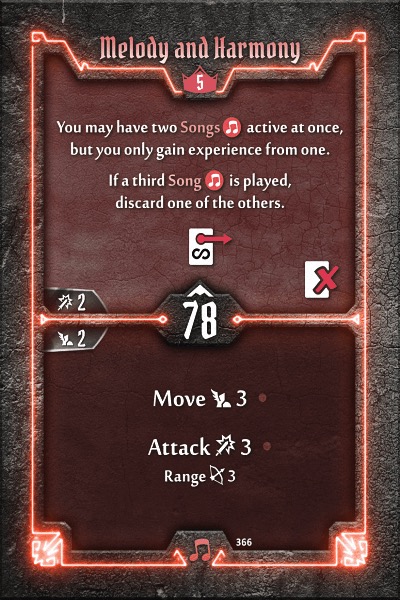 Melody and Harmony
5
You may have two Songs active at once,
but you only gain experience from one.
If a third Song is played,
discard one of the others.
2
78
2
Move 3
Attack 3
Range 3
366